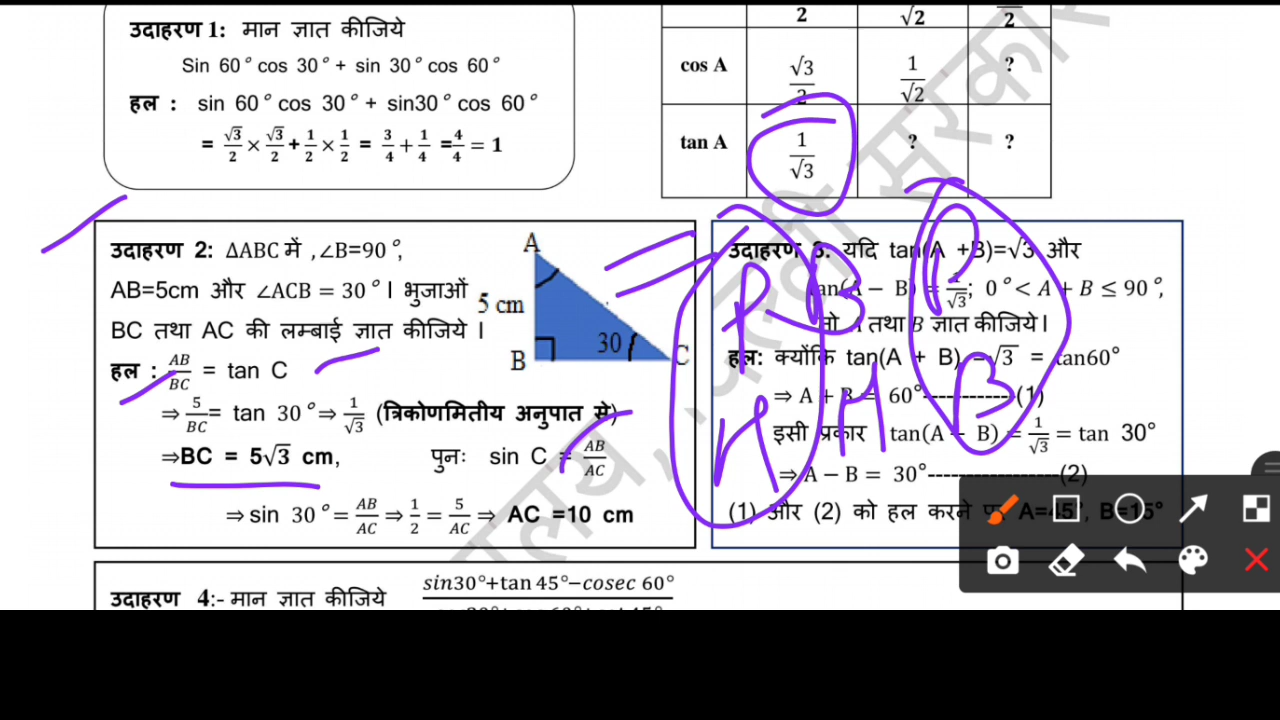 उदाहरण 1: मान ज्ञात कीजिये
Sin 60° cos 30° + sin 30° cos 60°
हल : sin 60° cos 30° + sin30° cos 60°
= √3/2 × √3/2 + 1/2 × 1/2 = 3/4 + 1/4 = 4/4 = 1
2 √2 2
cos A √3/2 1/√2 ?
tan A 1/√3 ? ?
उदाहरण 2: ΔABC में ,∠B=90°,
AB=5cm और ∠ACB = 30° I भुजाओं
BC तथा AC की लम्बाई ज्ञात कीजिये ।
हल : AB/BC = tan C
⇒ 5/BC = tan 30° ⇒ 1/√3 (त्रिकोणमितीय अनुपात से)
⇒BC = 5√3 cm, पुनः sin C = AB/AC
⇒ sin 30° = AB/AC ⇒ 1/2 = 5/AC ⇒ AC =10 cm
A
5 cm
B
30
C
उदाहरण 3: यदि tan(A +B)=√3 और
tan(A − B) = 1/√3; 0°< A + B ≤ 90°,
तो A तथा B ज्ञात कीजिये।
हल: क्योंकि tan(A + B) = √3 = tan60°
⇒ A + B = 60°------------(1)
इसी प्रकार tan(A − B) = 1/√3 = tan 30°
⇒ A − B = 30°-----------------(2)
(1) और (2) को हल करने पर A=45°, B=15°
P B P
H H B
उदाहरण 4:- मान ज्ञात कीजिये sin30°+tan 45°−cosec 60°